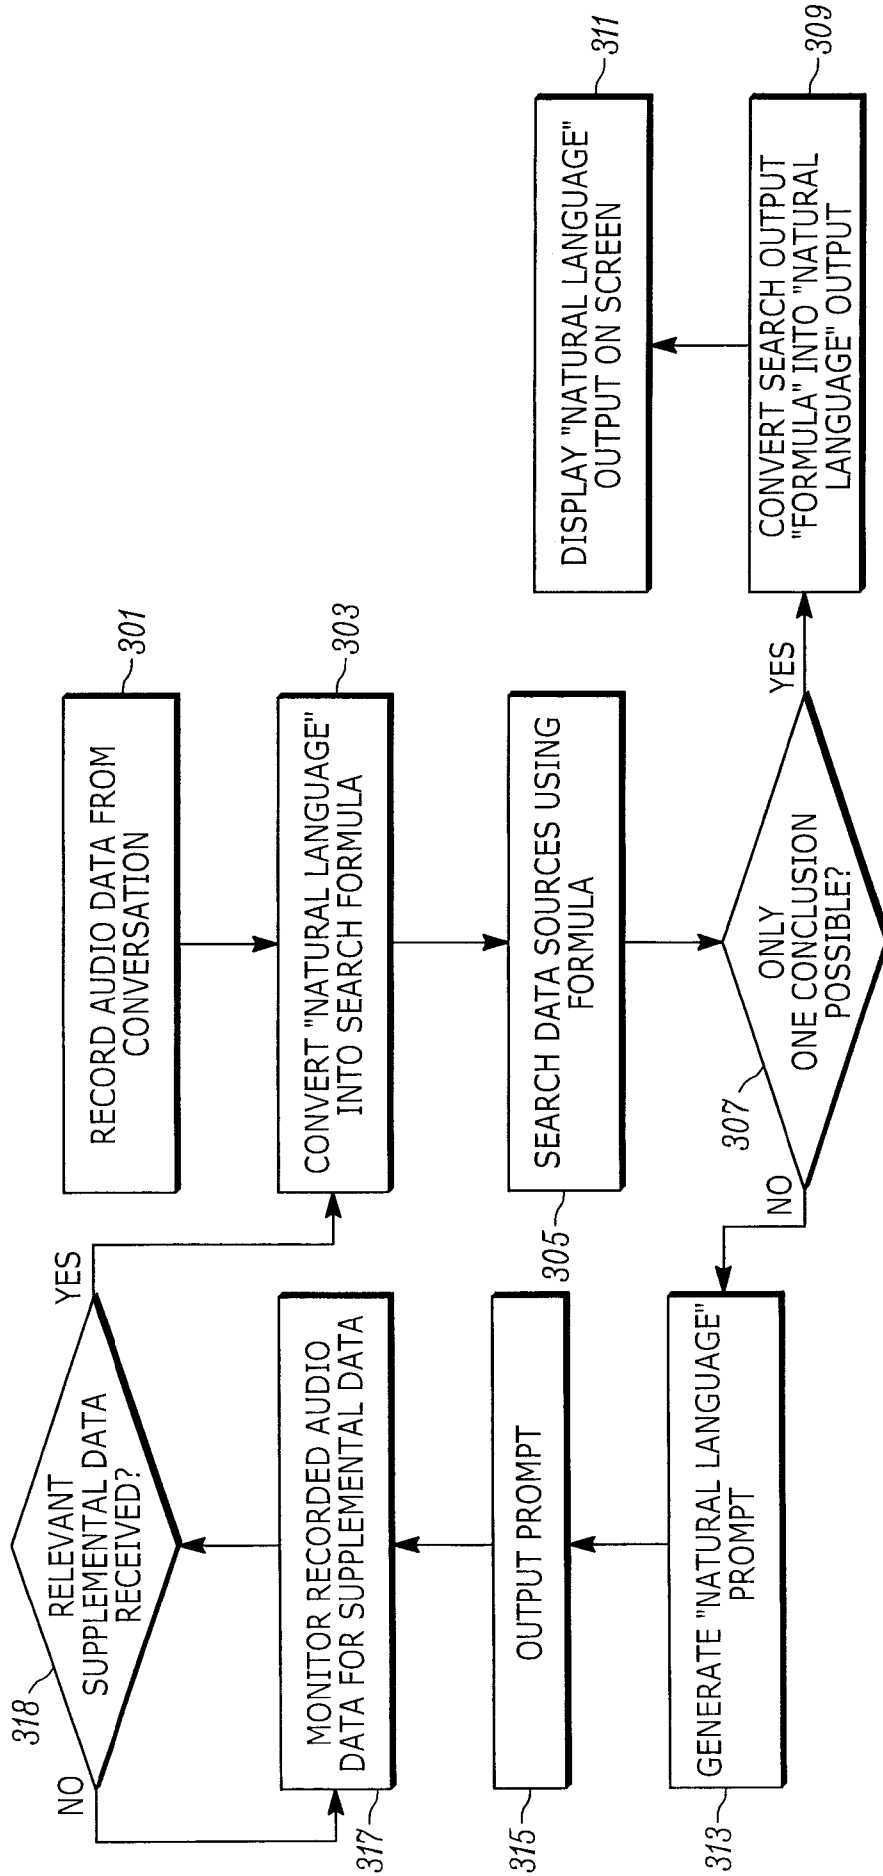 301
RECORD AUDIO DATA FROM
CONVERSATION
303
CONVERT "NATURAL LANGUAGE"
INTO SEARCH FORMULA
305
SEARCH DATA SOURCES USING
FORMULA
307
ONLY
ONE CONCLUSION
POSSIBLE?
YES
NO
309
CONVERT SEARCH OUTPUT
"FORMULA" INTO "NATURAL
LANGUAGE" OUTPUT
311
DISPLAY "NATURAL LANGUAGE"
OUTPUT ON SCREEN
313
GENERATE "NATURAL LANGUAGE"
PROMPT
315
OUTPUT PROMPT
317
MONITOR RECORDED AUDIO
DATA FOR SUPPLEMENTAL DATA
318
RELEVANT
SUPPLEMENTAL DATA
RECEIVED?
YES
NO